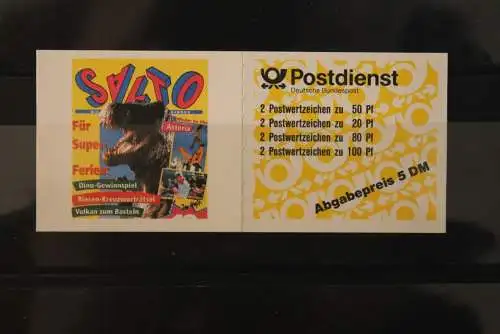 SALTO
Für
Super-
Ferien:
Asterix
Dino-Gewinnspiel
Riesen-Kreuzworträtsel
Vulkan zum Basteln
Postdienst
Deutsche Bundespost
2 Postwertzeichen zu 50 Pf
2 Postwertzeichen zu 20 Pf
2 Postwertzeichen zu 80 Pf
2 Postwertzeichen zu 100 Pf
Abgabepreis 5 DM